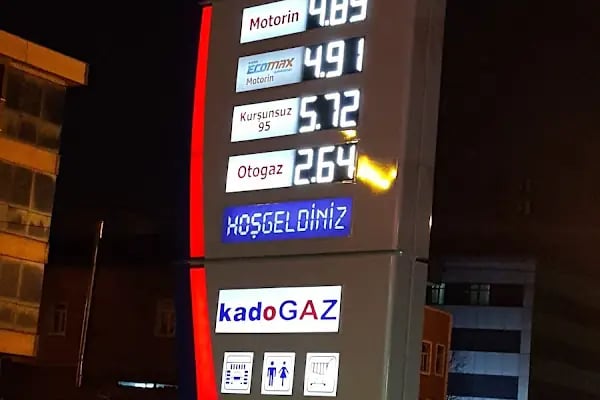 Motorin 4.89
ECOMAX
Motorin 4.91
Kurşunsuz
95 5.72
Otogaz 2.64
HOŞGELDİNİZ
kadoGAZ